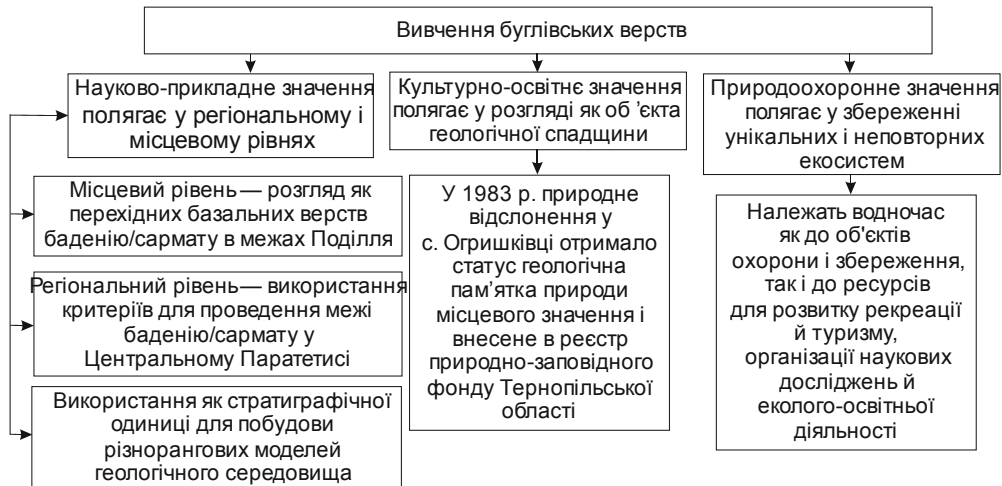 Вивчення буглівських верств
Науково-прикладне значення
полягає у регіональному і
місцевому рівнях
Місцевий рівень — розгляд як
перехідних базальних верств
баденію/сармату в межах Поділля
Регіональний рівень — використання
критеріїв для проведення межі
баденію/сармату у
Центральному Паратетисі
Використання як стратиграфічної
одиниці для побудови
різнорангових моделей
геологічного середовища
Культурно-освітнє значення
полягає у розгляді як об ’єкта
геологічної спадщини
У 1983 р. природне
відслонення у
с. Огришківці отримало
статус геологічна
пам’ятка природи
місцевого значення і
внесене в реєстр
природно-заповідного
фонду Тернопільської
області
Природоохоронне значення
полягає у збереженні
унікальних і неповторних
екосистем
Належать водночас
як до об'єктів
охорони і збереження,
так і до ресурсів
для розвитку рекреації
й туризму,
організації наукових
досліджень й
еколого-освітньої
діяльності